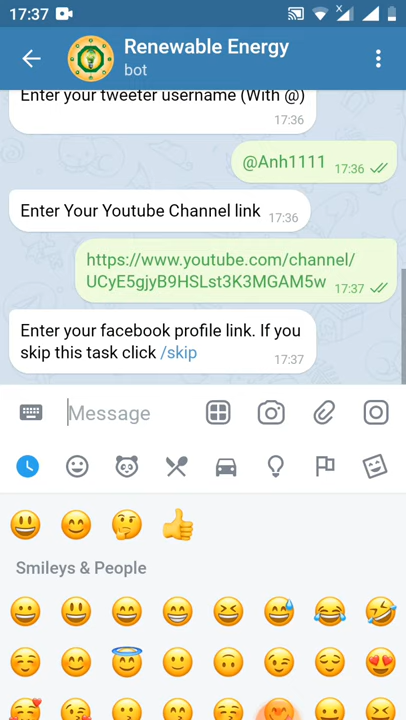 17:37
Renewable Energy
bot
Enter your tweeter username (With @)
17:36
@Anh1111 17:36
Enter Your Youtube Channel link 17:36
https://www.youtube.com/channel/
UCyE5gjyB9HSLst3K3MGAM5w 17:37
Enter your facebook profile link. If you
skip this task click /skip 17:37
Message
Smileys & People